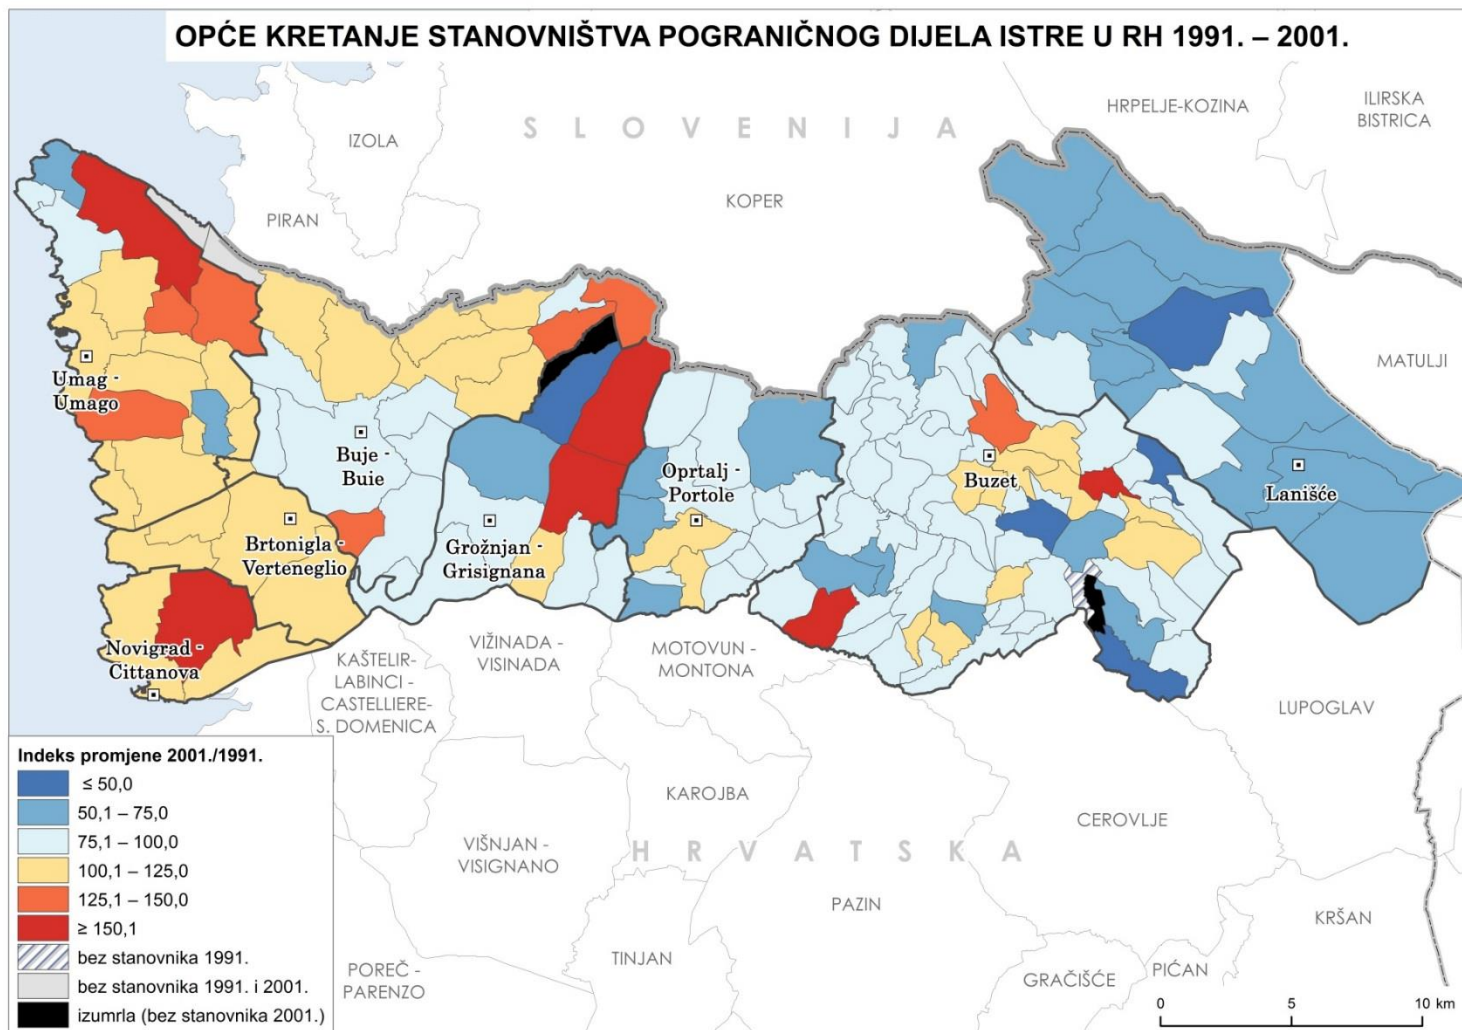 OPĆE KRETANJE STANOVNIŠTVA POGRANIČNOG DIJELA ISTRE U RH 1991. – 2001.
HRPELJE-KOZINA
ILIRSKA
BISTRICA
IZOLA
SLOVENIJA
KOPER
PIRAN
MATULJI
Umag -
Umago
Buje -
Buie
Oprtalj -
Portole
Buzet
Lanišće
Brtonigla -
Verteneglio
Grožnjan -
Grisignana
Novigrad -
Cittanova
KAŠTELIR-
LABINCI -
CASTELLIERE-
S. DOMENICA
VIŽINADA -
VISINADA
MOTOVUN -
MONTONA
LUPOGLAV
KAROJBA
CEROVLJE
VIŠNJAN -
VISIGNANO
HRVATSKA
PAZIN
KRŠAN
TINJAN
POREČ -
PARENZO
GRAČIŠĆE
PIĆAN
Indeks promjene 2001./1991.
≤ 50,0
50,1 – 75,0
75,1 – 100,0
100,1 – 125,0
125,1 – 150,0
≥ 150,1
bez stanovnika 1991.
bez stanovnika 1991. i 2001.
izumrla (bez stanovnika 2001.)
0 5 10 km